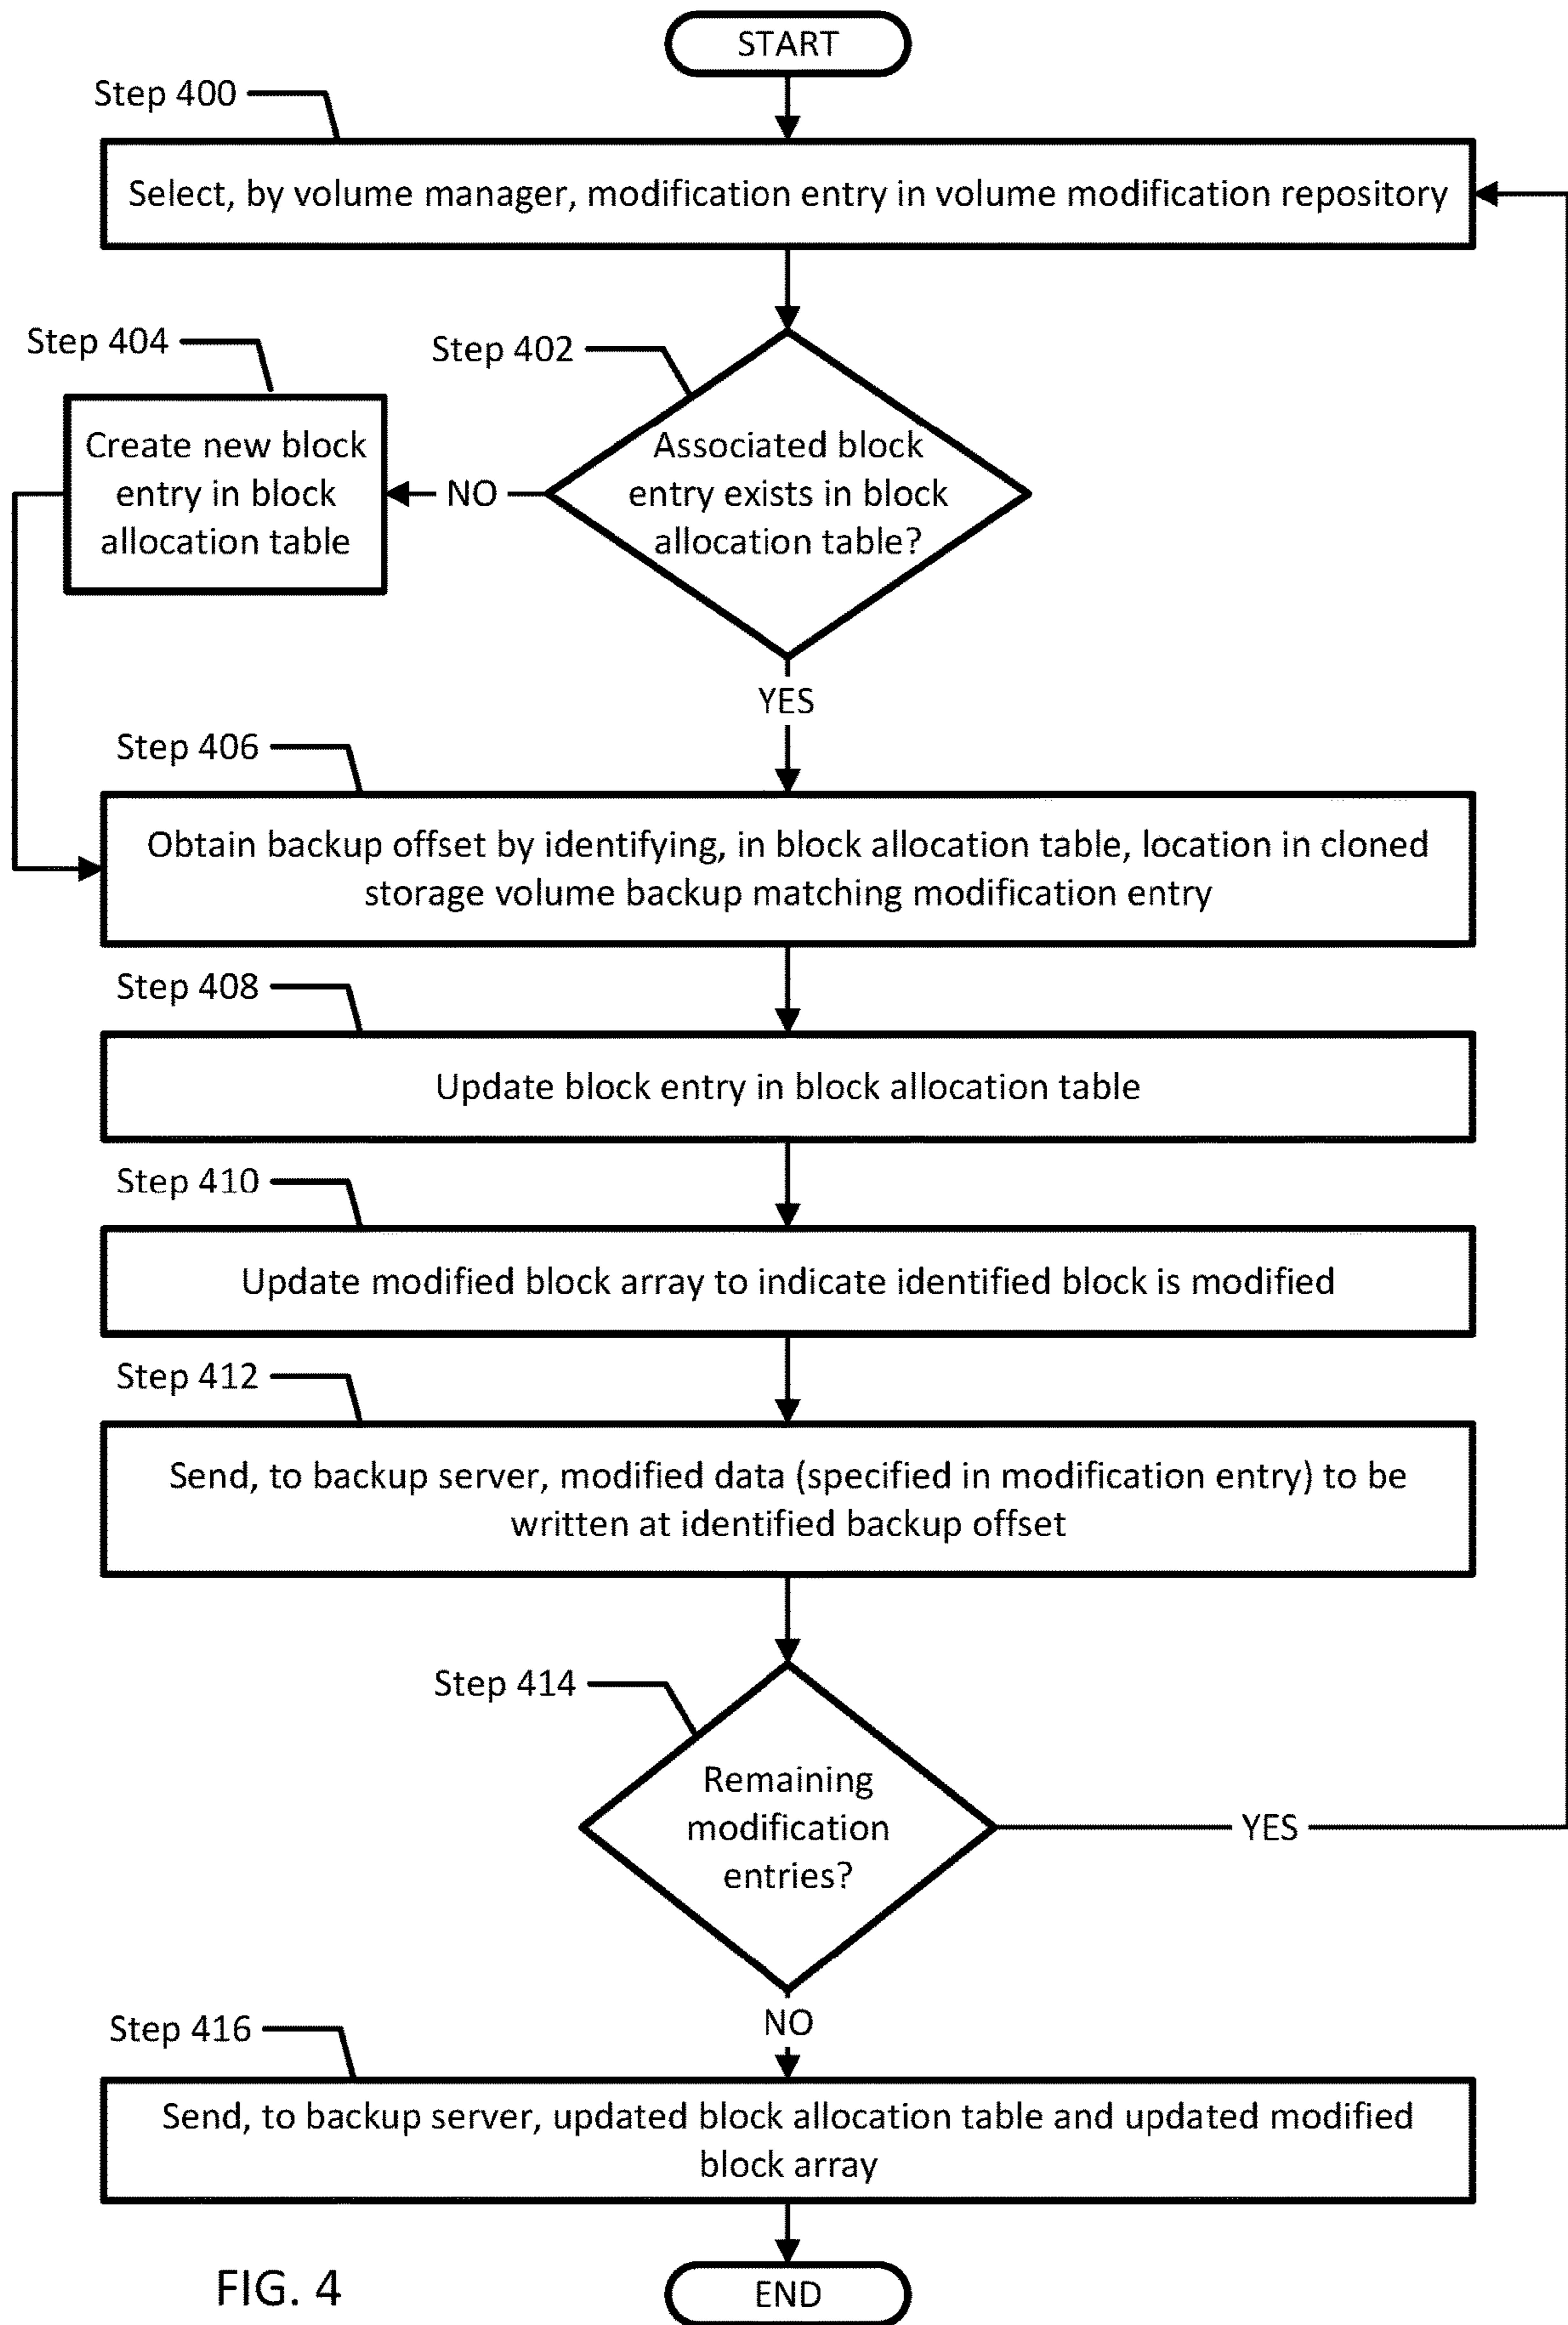 START
Step 400
Select, by volume manager, modification entry in volume modification repository
Step 404
Step 402
Create new block
entry in block
allocation table
NO
Associated block
entry exists in block
allocation table?
YES
Step 406
Obtain backup offset by identifying, in block allocation table, location in cloned
storage volume backup matching modification entry
Step 408
Update block entry in block allocation table
Step 410
Update modified block array to indicate identified block is modified
Step 412
Send, to backup server, modified data (specified in modification entry) to be
written at identified backup offset
Step 414
Remaining
modification
entries?
YES
NO
Step 416
Send, to backup server, updated block allocation table and updated modified
block array
FIG. 4
END